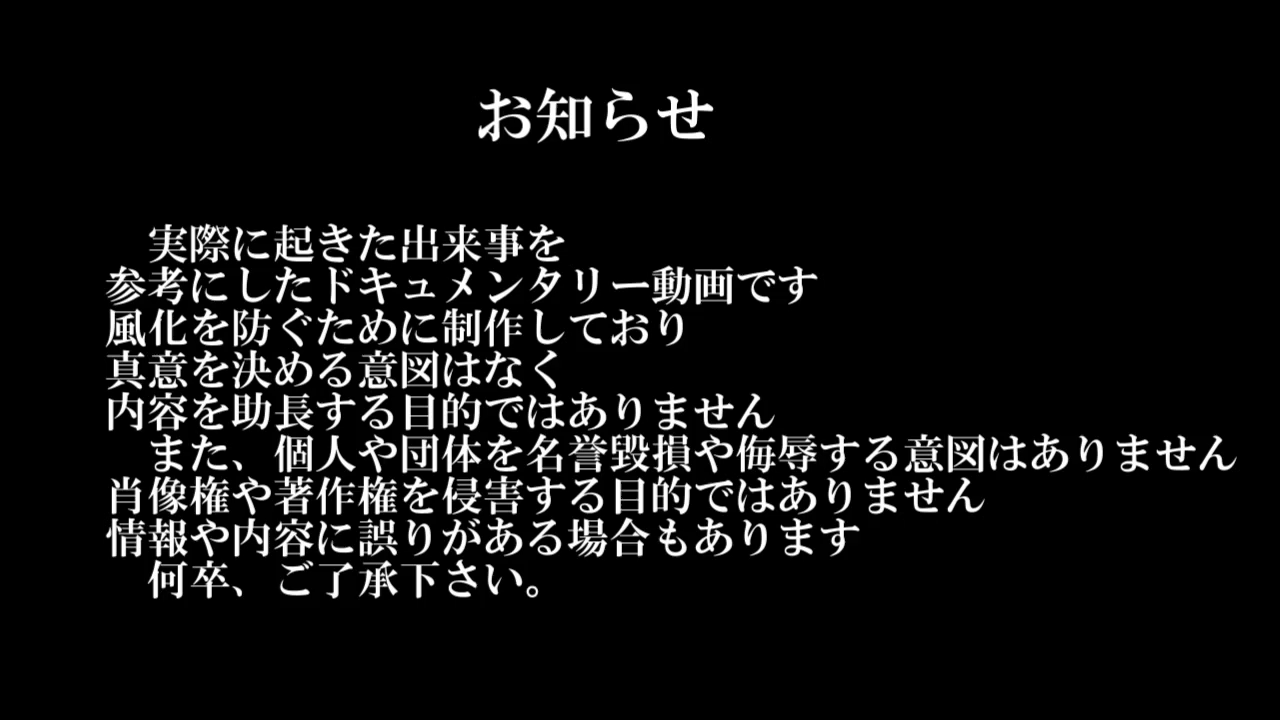 お知らせ
実際に起きた出来事を
参考にしたドキュメンタリー動画です
風化を防ぐために制作しており
真意を決める意図はなく
内容を助長する目的ではありません
また、個人や団体を名誉毀損や侮辱する意図はありません
肖像権や著作権を侵害する目的ではありません
情報や内容に誤りがある場合もあります
何卒、ご了承下さい。